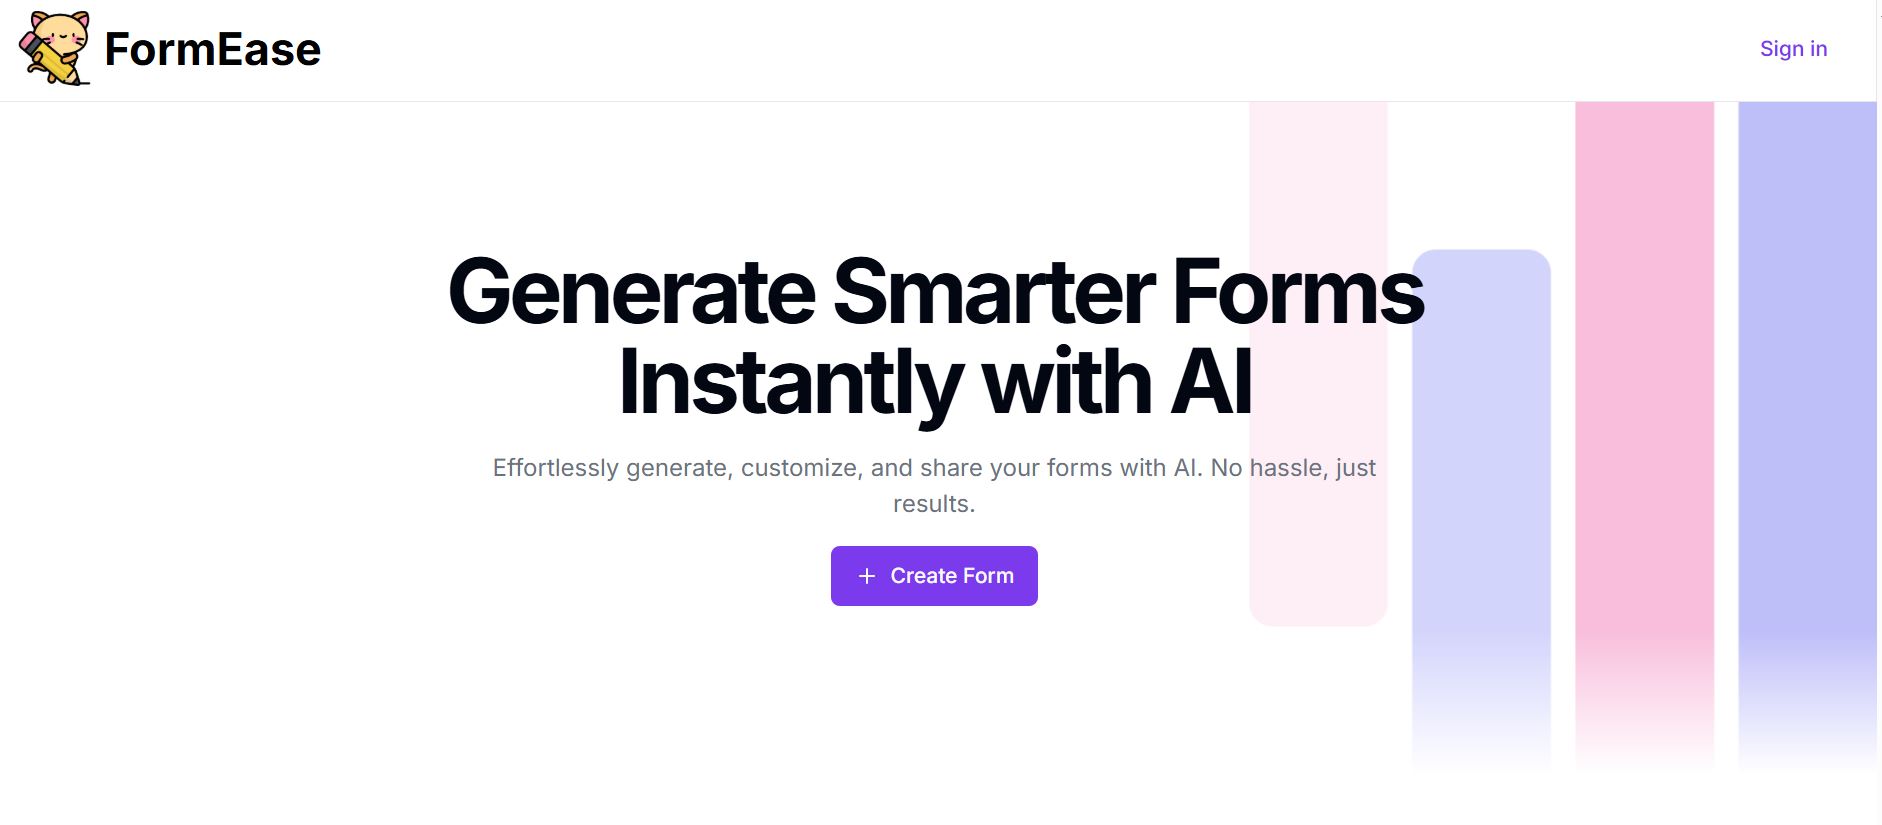 FormEase
Sign in
Generate Smarter Forms
Instantly with AI
Effortlessly generate, customize, and share your forms with AI. No hassle, just
results.
+ Create Form